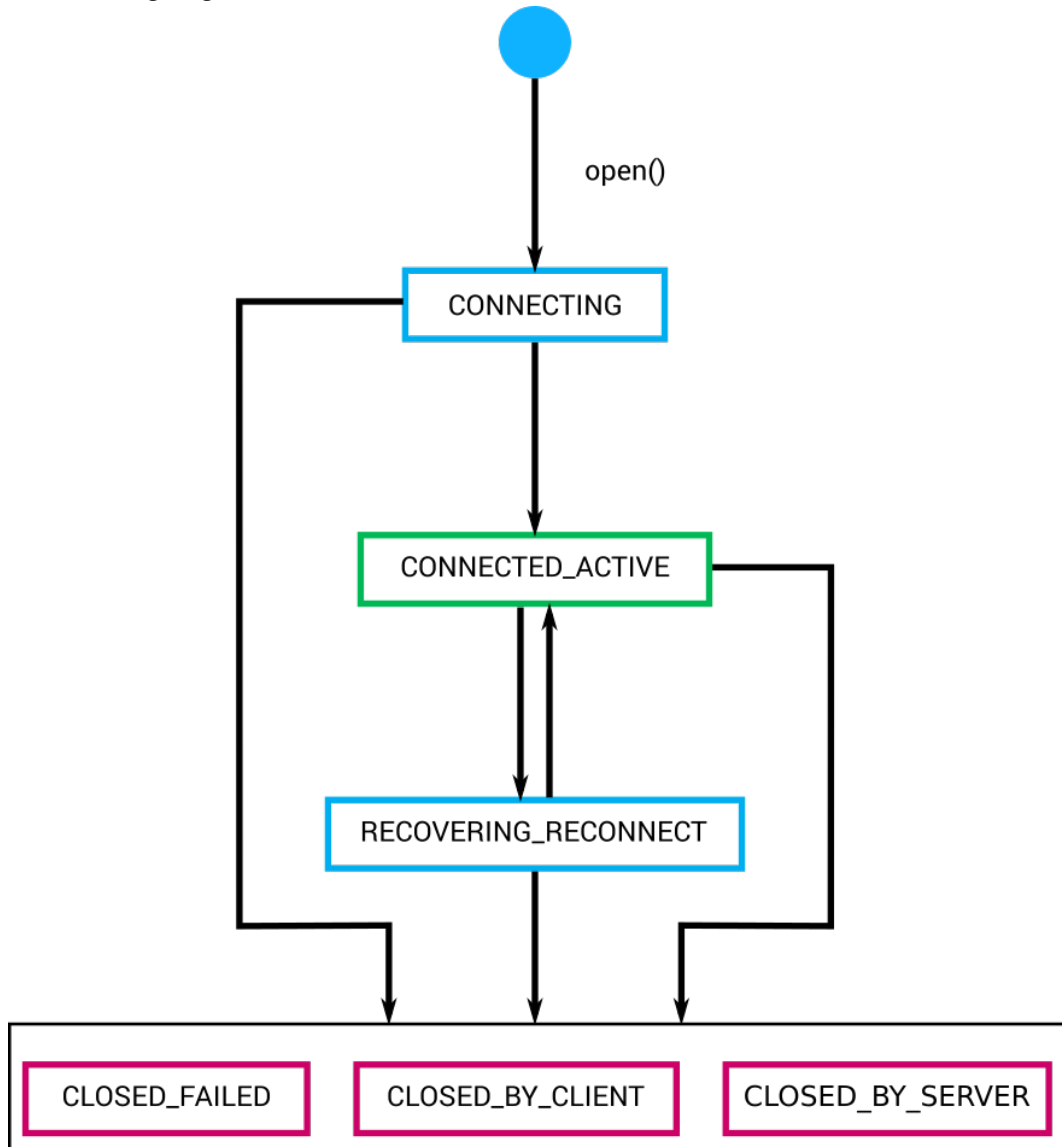 open()
CONNECTING
CONNECTED_ACTIVE
RECOVERING_RECONNECT
CLOSED_FAILED
CLOSED_BY_CLIENT
CLOSED_BY_SERVER